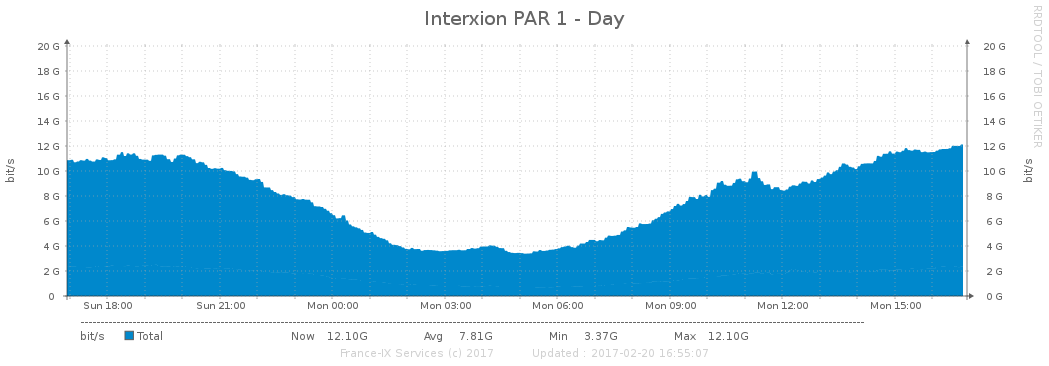 Interxion PAR 1 - Day
RRDTOOL / TOBI OETIKER
bit/s
bit/s
20 G 20 G
18 G 18 G
16 G 16 G
14 G 14 G
12 G 12 G
10 G 10 G
8 G 8 G
6 G 6 G
4 G 4 G
2 G 2 G
0 0 G
Sun 18:00 Sun 21:00 Mon 00:00 Mon 03:00 Mon 06:00 Mon 09:00 Mon 12:00 Mon 15:00
bit/s Total Now 12.10G Avg 7.81G Min 3.37G Max 12.10G
France-IX Services (c) 2017 Updated : 2017-02-20 16:55:07